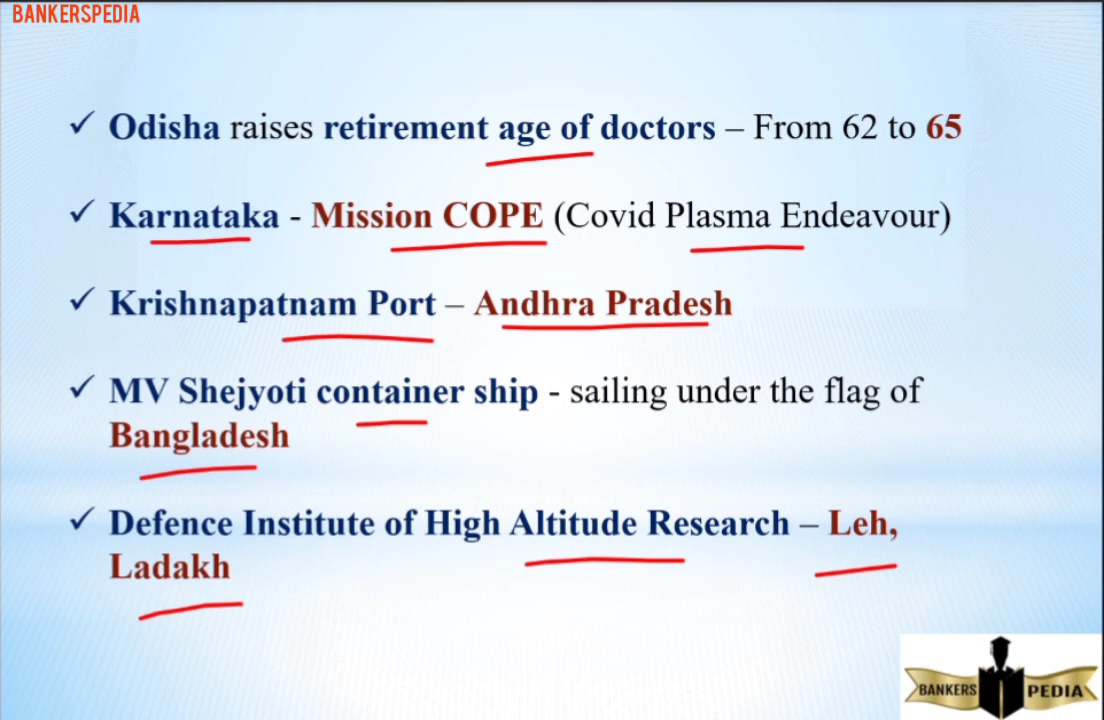 BANKERSPEDIA
✓ Odisha raises retirement age of doctors – From 62 to 65
✓ Karnataka - Mission COPE (Covid Plasma Endeavour)
✓ Krishnapatnam Port – Andhra Pradesh
✓ MV Shejyoti container ship - sailing under the flag of
Bangladesh
✓ Defence Institute of High Altitude Research – Leh,
Ladakh
BANKERS PEDIA